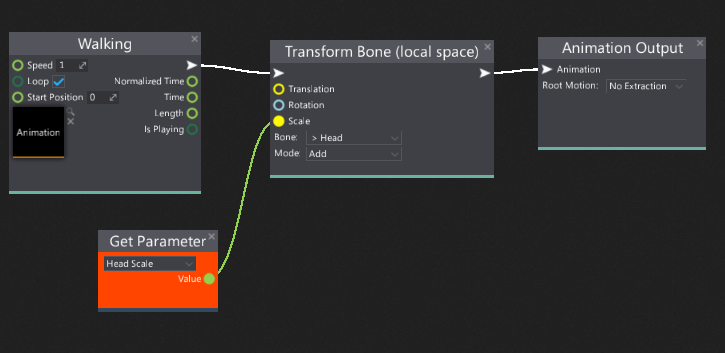 Walking
Speed 1
Loop
Normalized Time
Start Position 0
Time
Length
Is Playing
Animation
Transform Bone (local space)
Translation
Rotation
Scale
Bone: > Head
Mode: Add
Animation Output
Animation
Root Motion: No Extraction
Get Parameter
Head Scale
Value